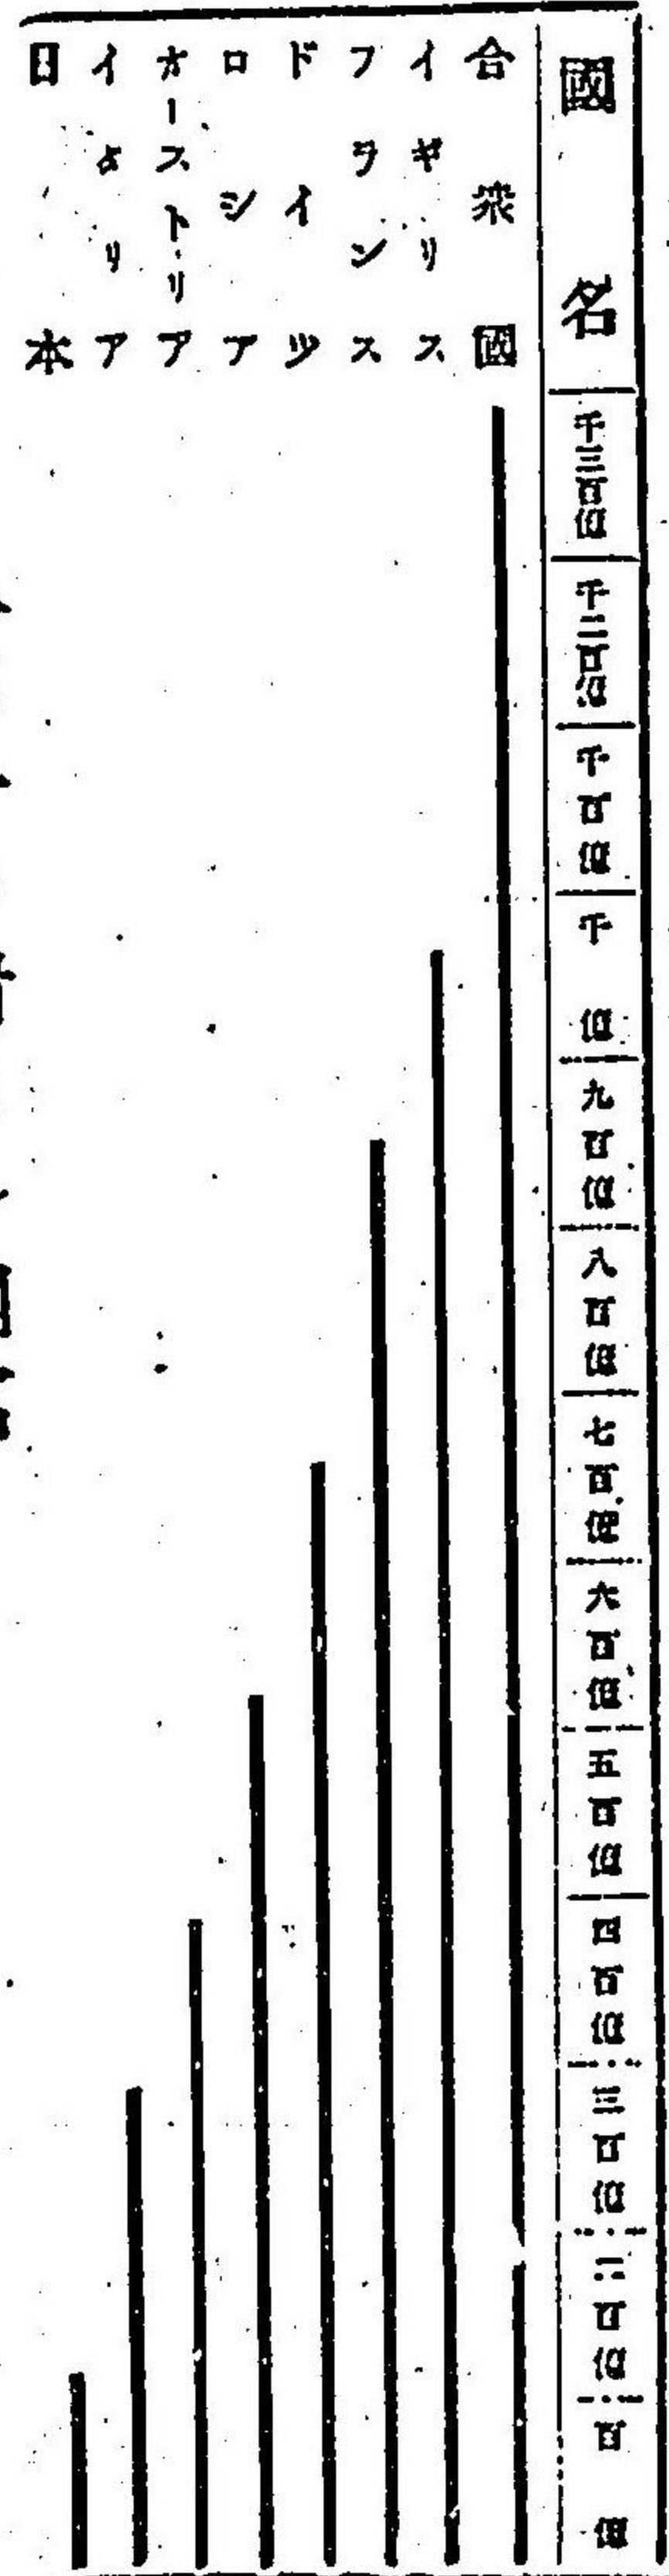 國名
千三百億
千二百億
千百億
千億
九百億
八百億
七百億
六百億
五百億
四百億
三百億
二百億
百億
合衆國
イギリス
フランス
ドイツ
ロシア
オーストリア
イタリア
日本